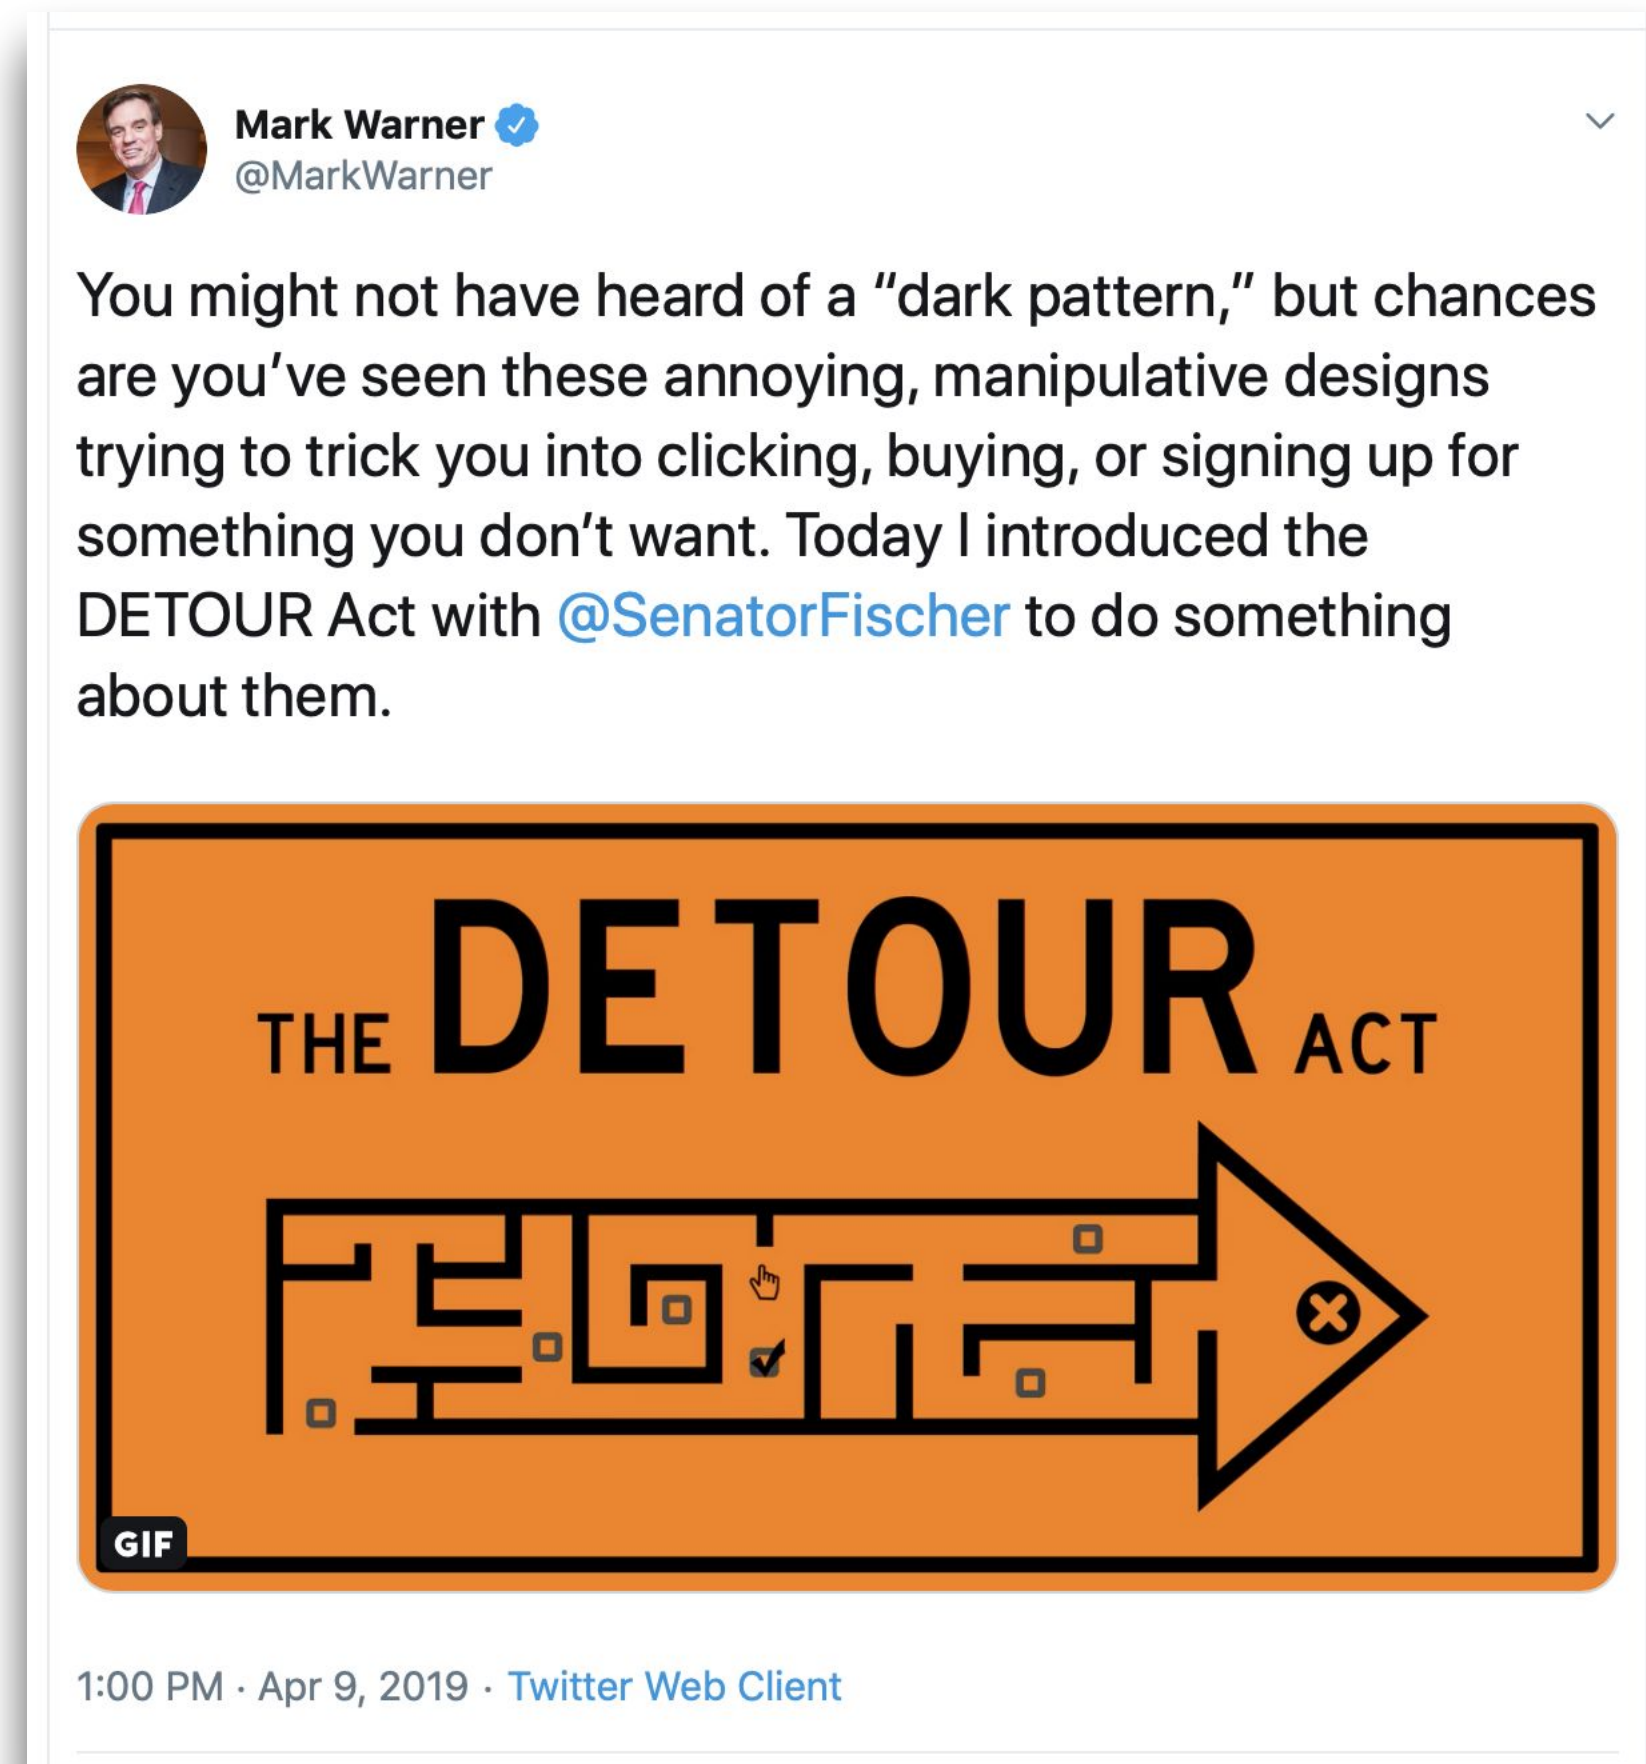 Mark Warner
@MarkWarner
You might not have heard of a “dark pattern,” but chances
are you’ve seen these annoying, manipulative designs
trying to trick you into clicking, buying, or signing up for
something you don’t want. Today I introduced the
DETOUR Act with @SenatorFischer to do something
about them.
THE DETOUR ACT
GIF
1:00 PM · Apr 9, 2019 · Twitter Web Client